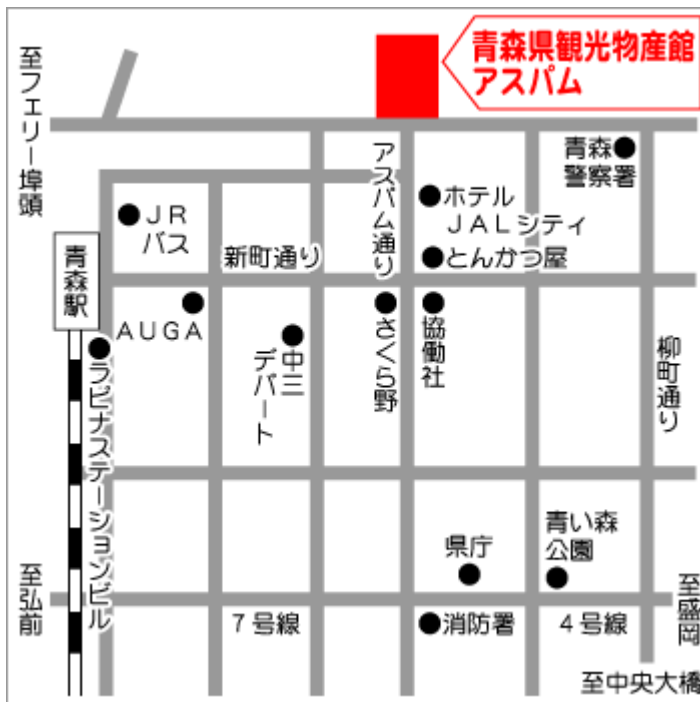 青森県観光物産館
アスパム
至フェリー埠頭
アスパム通り
青森
警察署
ホテル
JALシティ
JR
バス
新町通り
とんかつ屋
青森駅
AUGA
中三
デパート
さくら野
協働社
柳町通り
ラビナステーションビル
県庁
青い森
公園
至弘前
7号線
消防署
4号線
至盛岡
至中央大橋